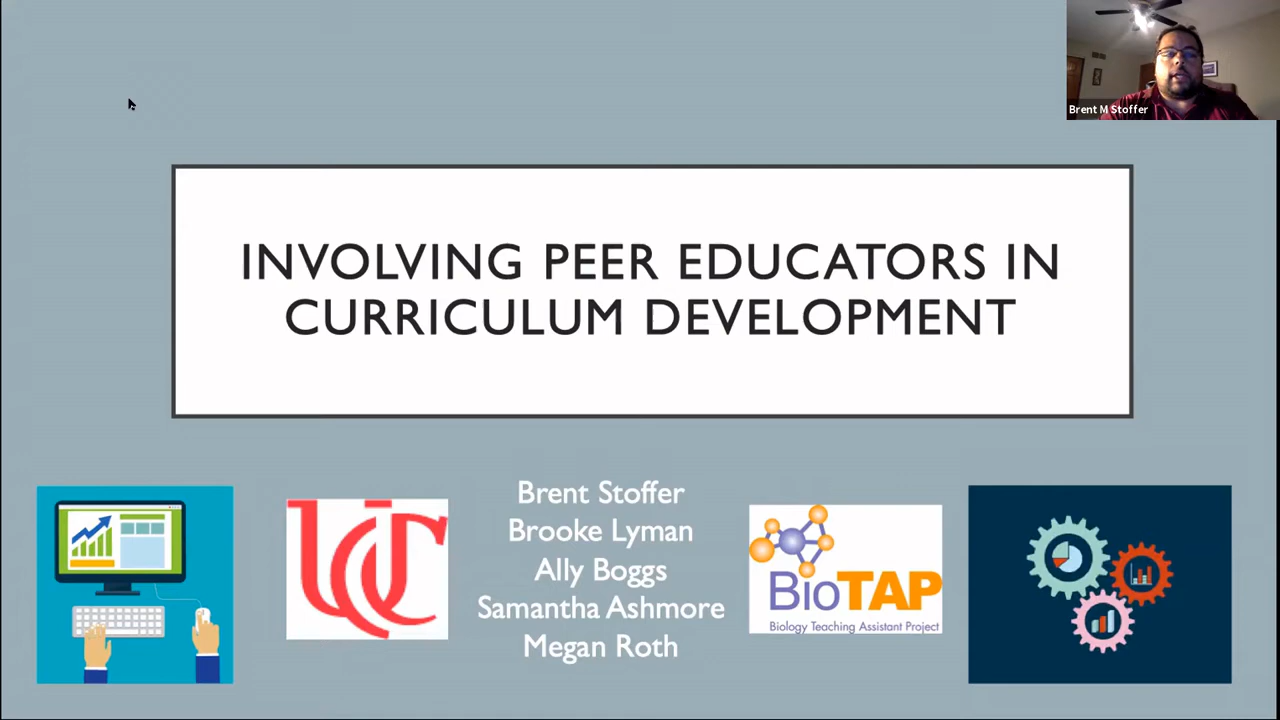 Brent M Stoffer
INVOLVING PEER EDUCATORS IN
CURRICULUM DEVELOPMENT
Brent Stoffer
Brooke Lyman
Ally Boggs
Samantha Ashmore
Megan Roth
UC
BioTAP
Biology Teaching Assistant Project